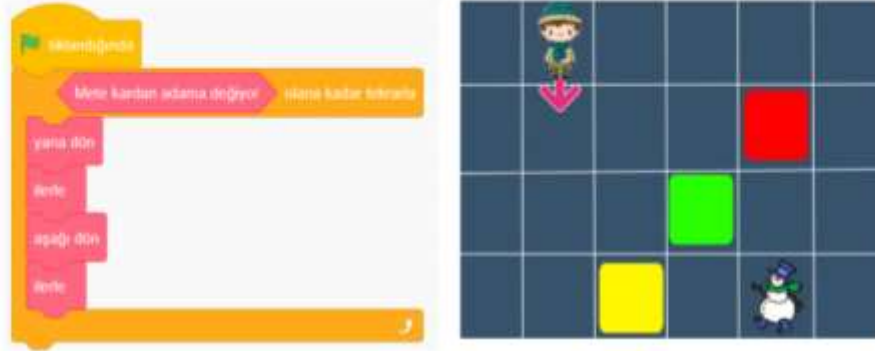 tıklandığında
Mete kardan adama değiyor olana kadar tekrarla
yana dön
ilerle
aşağı dön
ilerle